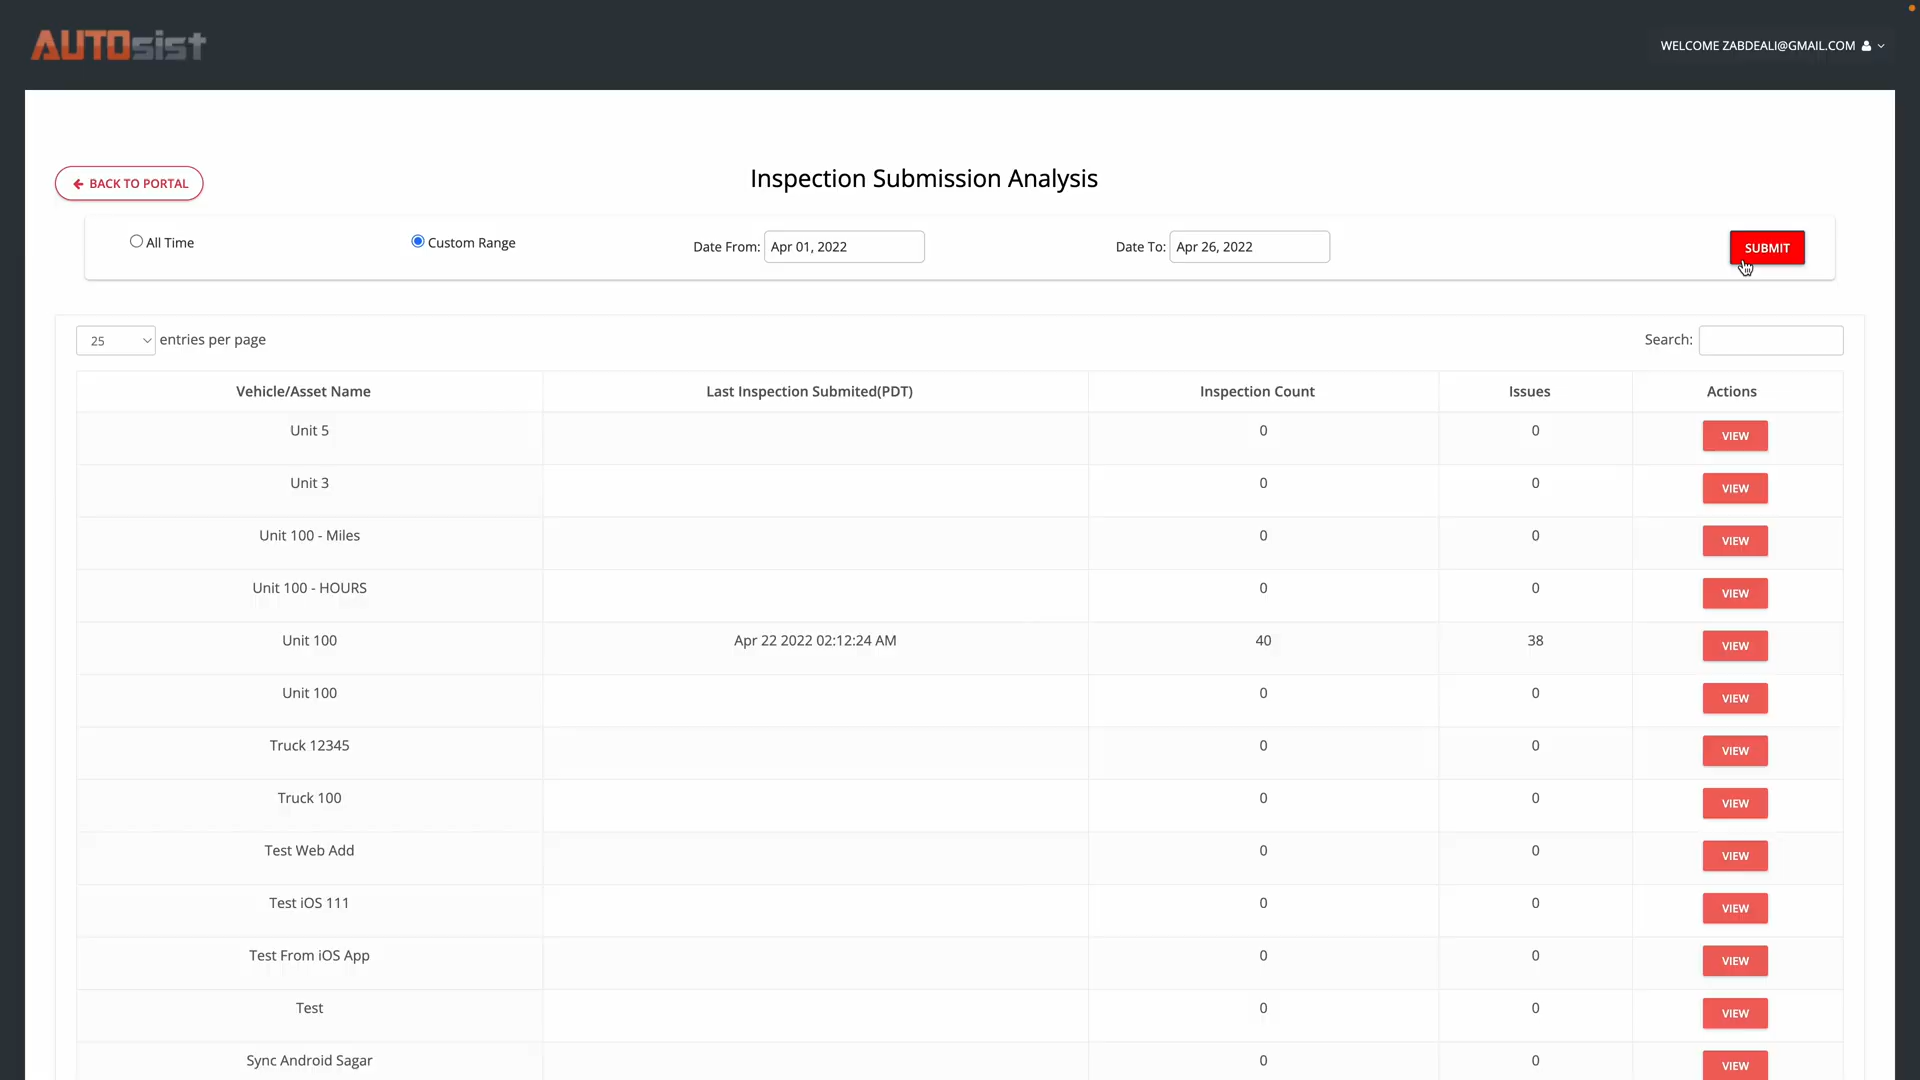 AUTOsist
WELCOME ZABDEALI@GMAIL.COM
BACK TO PORTAL
Inspection Submission Analysis
All Time Custom Range Date From: Apr 01, 2022 Date To: Apr 26, 2022 SUBMIT
25 entries per page Search:
Vehicle/Asset Name Last Inspection Submited(PDT) Inspection Count Issues Actions
Unit 5 0 0 VIEW
Unit 3 0 0 VIEW
Unit 100 - Miles 0 0 VIEW
Unit 100 - HOURS 0 0 VIEW
Unit 100 Apr 22 2022 02:12:24 AM 40 38 VIEW
Unit 100 0 0 VIEW
Truck 12345 0 0 VIEW
Truck 100 0 0 VIEW
Test Web Add 0 0 VIEW
Test iOS 111 0 0 VIEW
Test From iOS App 0 0 VIEW
Test 0 0 VIEW
Sync Android Sagar 0 0 VIEW